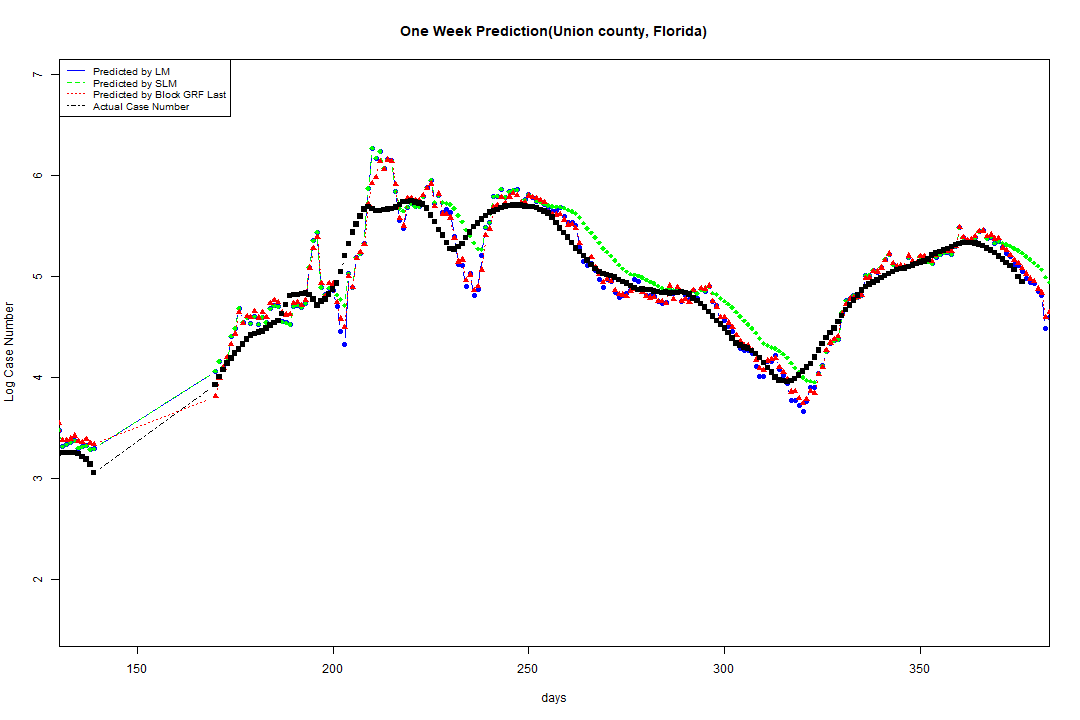 One Week Prediction(Union county, Florida)
Predicted by LM
Predicted by SLM
Predicted by Block GRF Last
Actual Case Number
7
6
5
4
3
2
Log Case Number
150 200 250 300 350
days